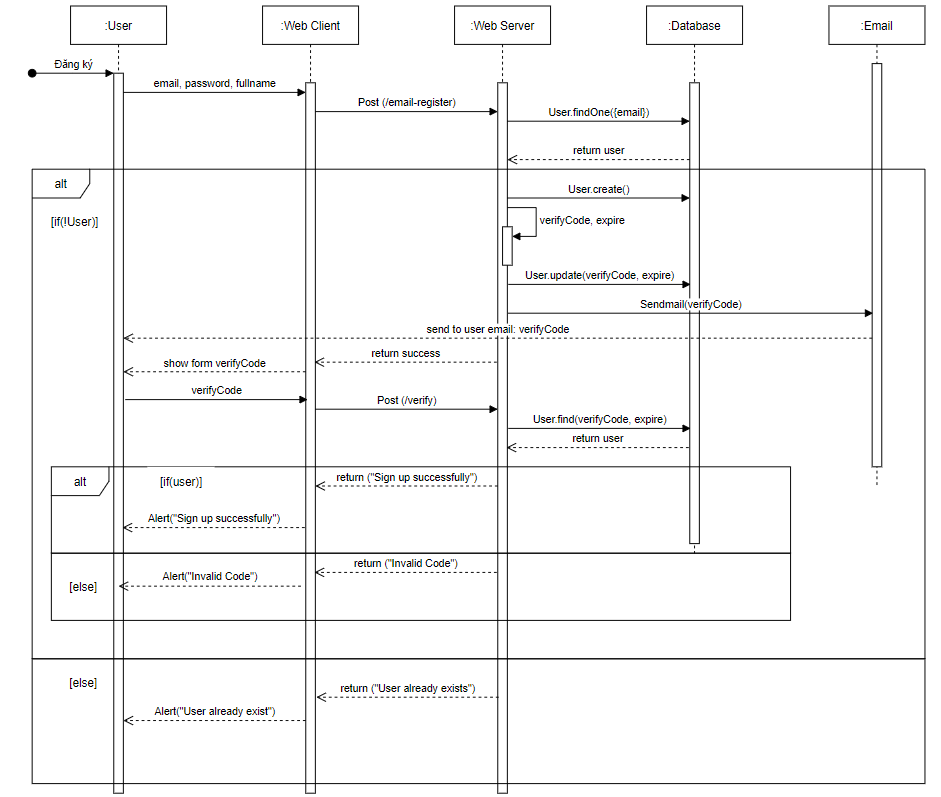 :User
:Web Client
:Web Server
:Database
:Email
Đăng ký
email, password, fullname
Post (/email-register)
User.findOne({email})
return user
alt
User.create()
[if(!User)]
verifyCode, expire
User.update(verifyCode, expire)
Sendmail(verifyCode)
send to user email: verifyCode
return success
show form verifyCode
verifyCode
Post (/verify)
User.find(verifyCode, expire)
return user
alt
[if(user)]
return ("Sign up successfully")
Alert("Sign up successfully")
return ("Invalid Code")
Alert("Invalid Code")
[else]
[else]
return ("User already exists")
Alert("User already exist")